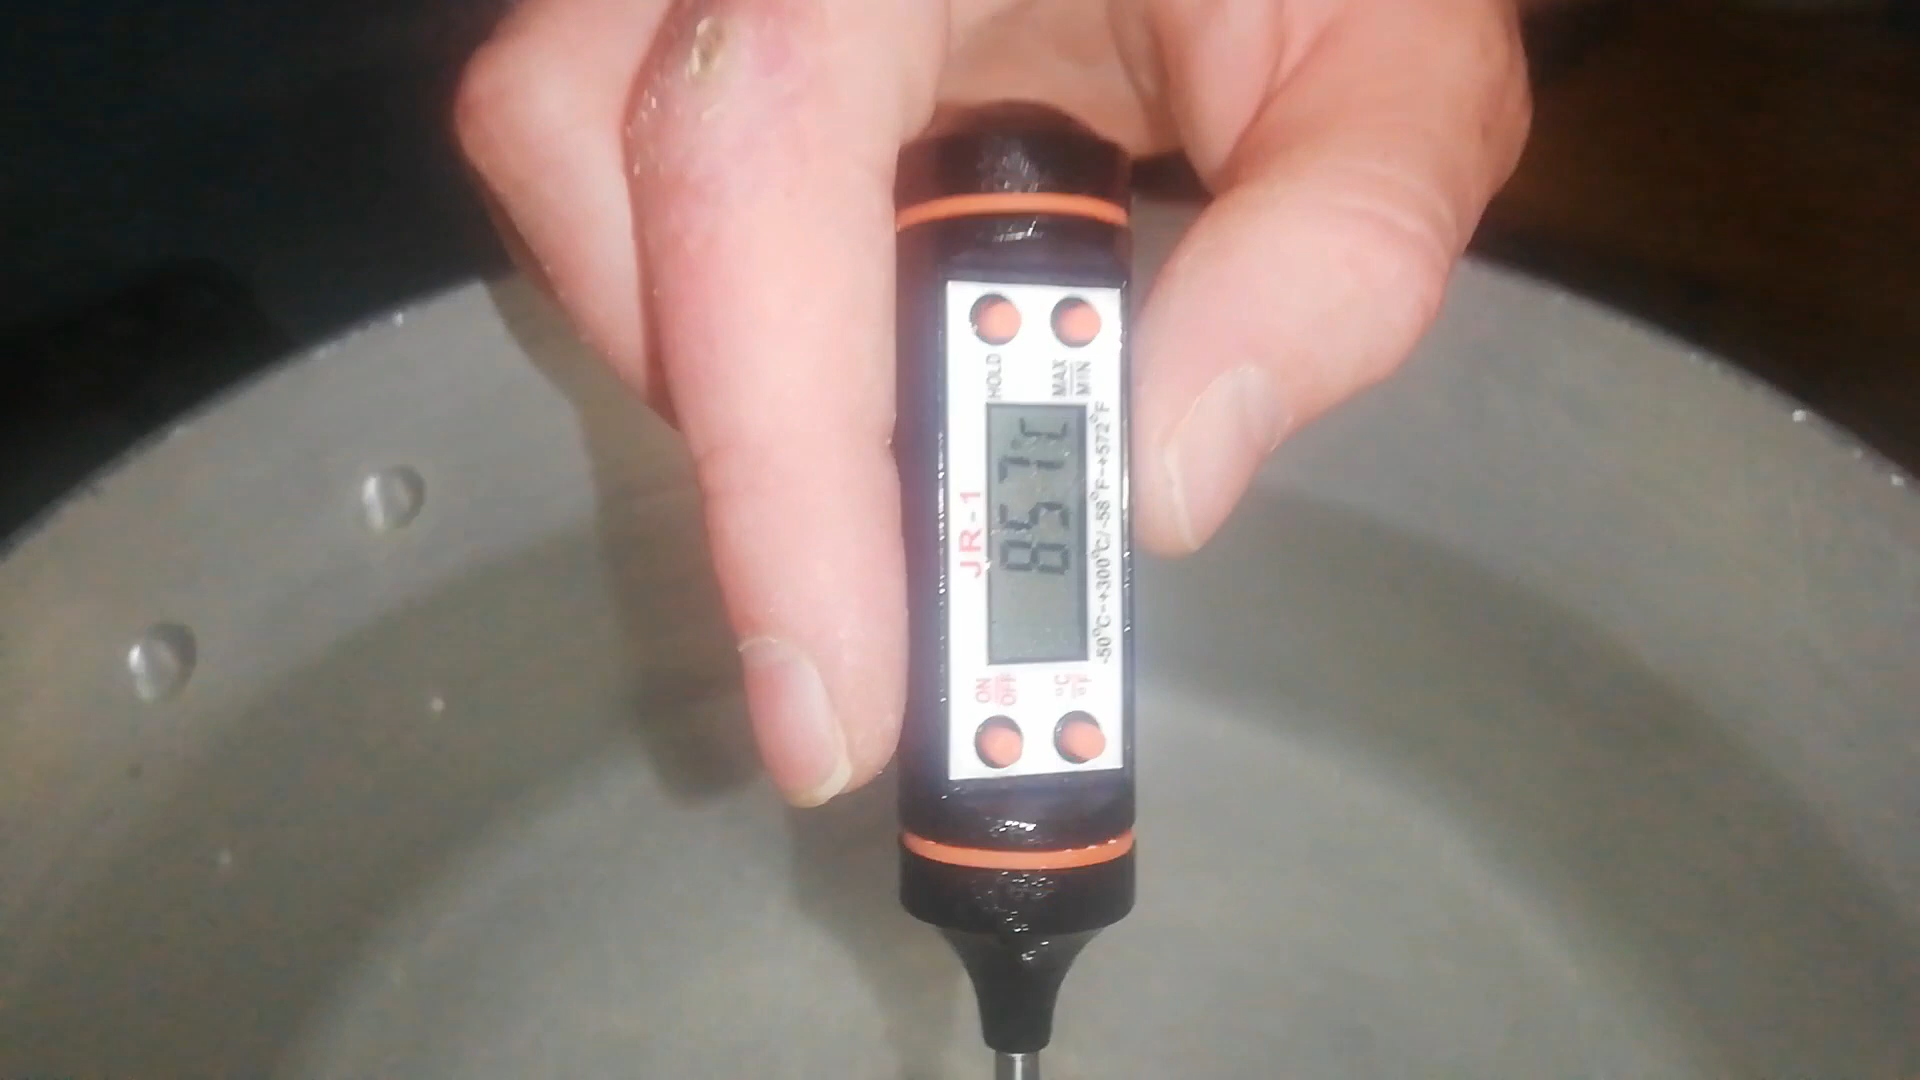 JR-1
HOLD
MAX
MIN
85.7°C
-50°C~+300°C/-58°F~+572°F
ON
OFF
°C
°F